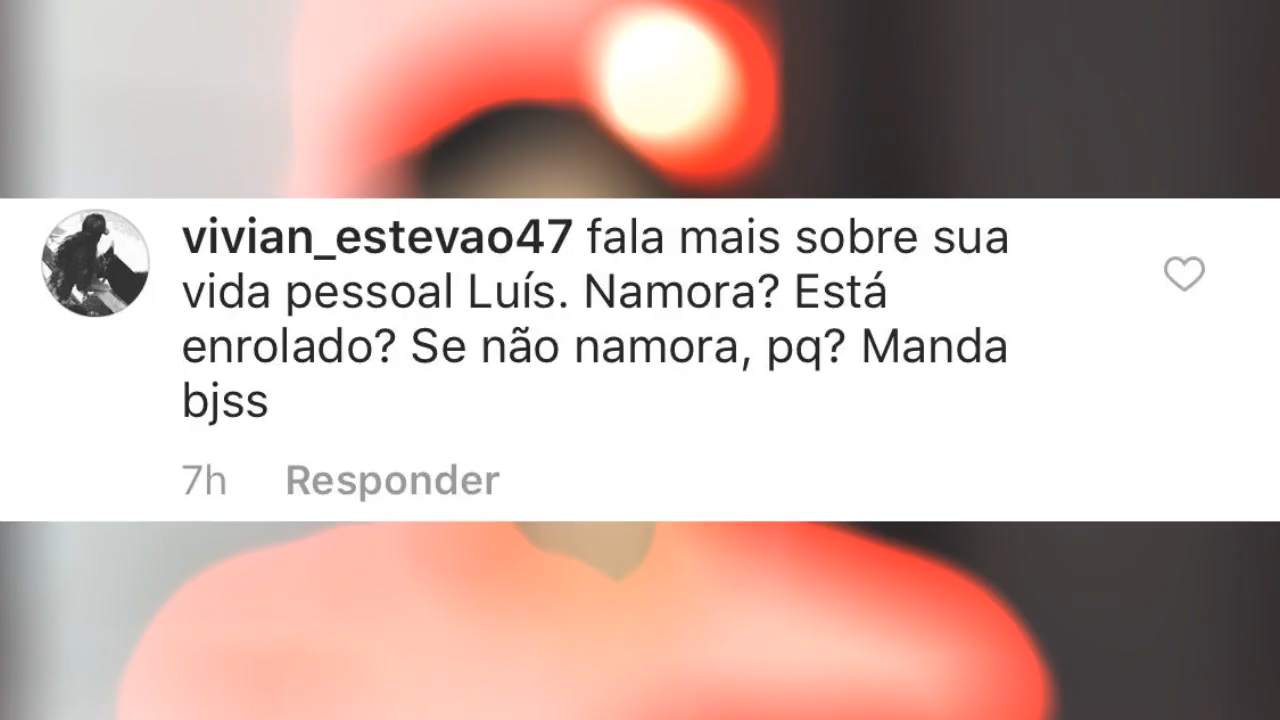 vivian_estevao47 fala mais sobre sua
vida pessoal Luís. Namora? Está
enrolado? Se não namora, pq? Manda
bjss
7h Responder